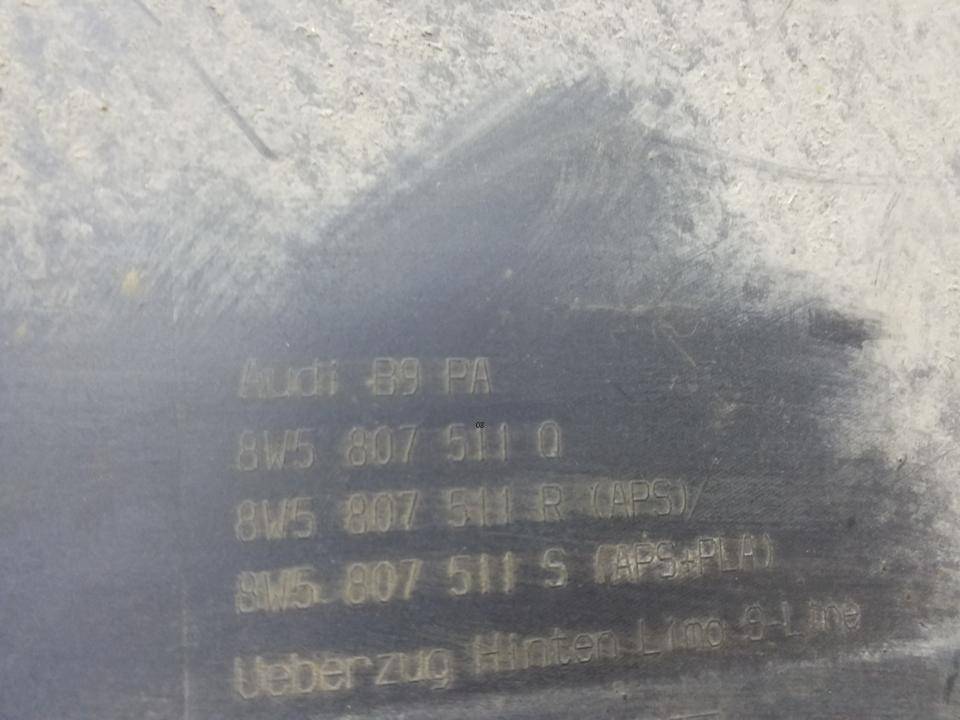 Audi B9 PA
8W5 807 511 Q
8W5 807 511 R (APS)
8W5 807 511 S (APS+PLA)
Ueberzug Hinten Limo S-Line
03